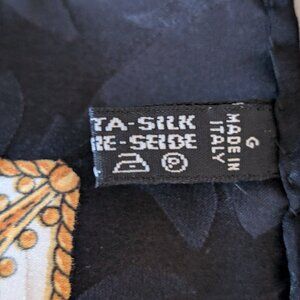 TA-SILK
RE-SEIDE
P
G
MADE IN
ITALY